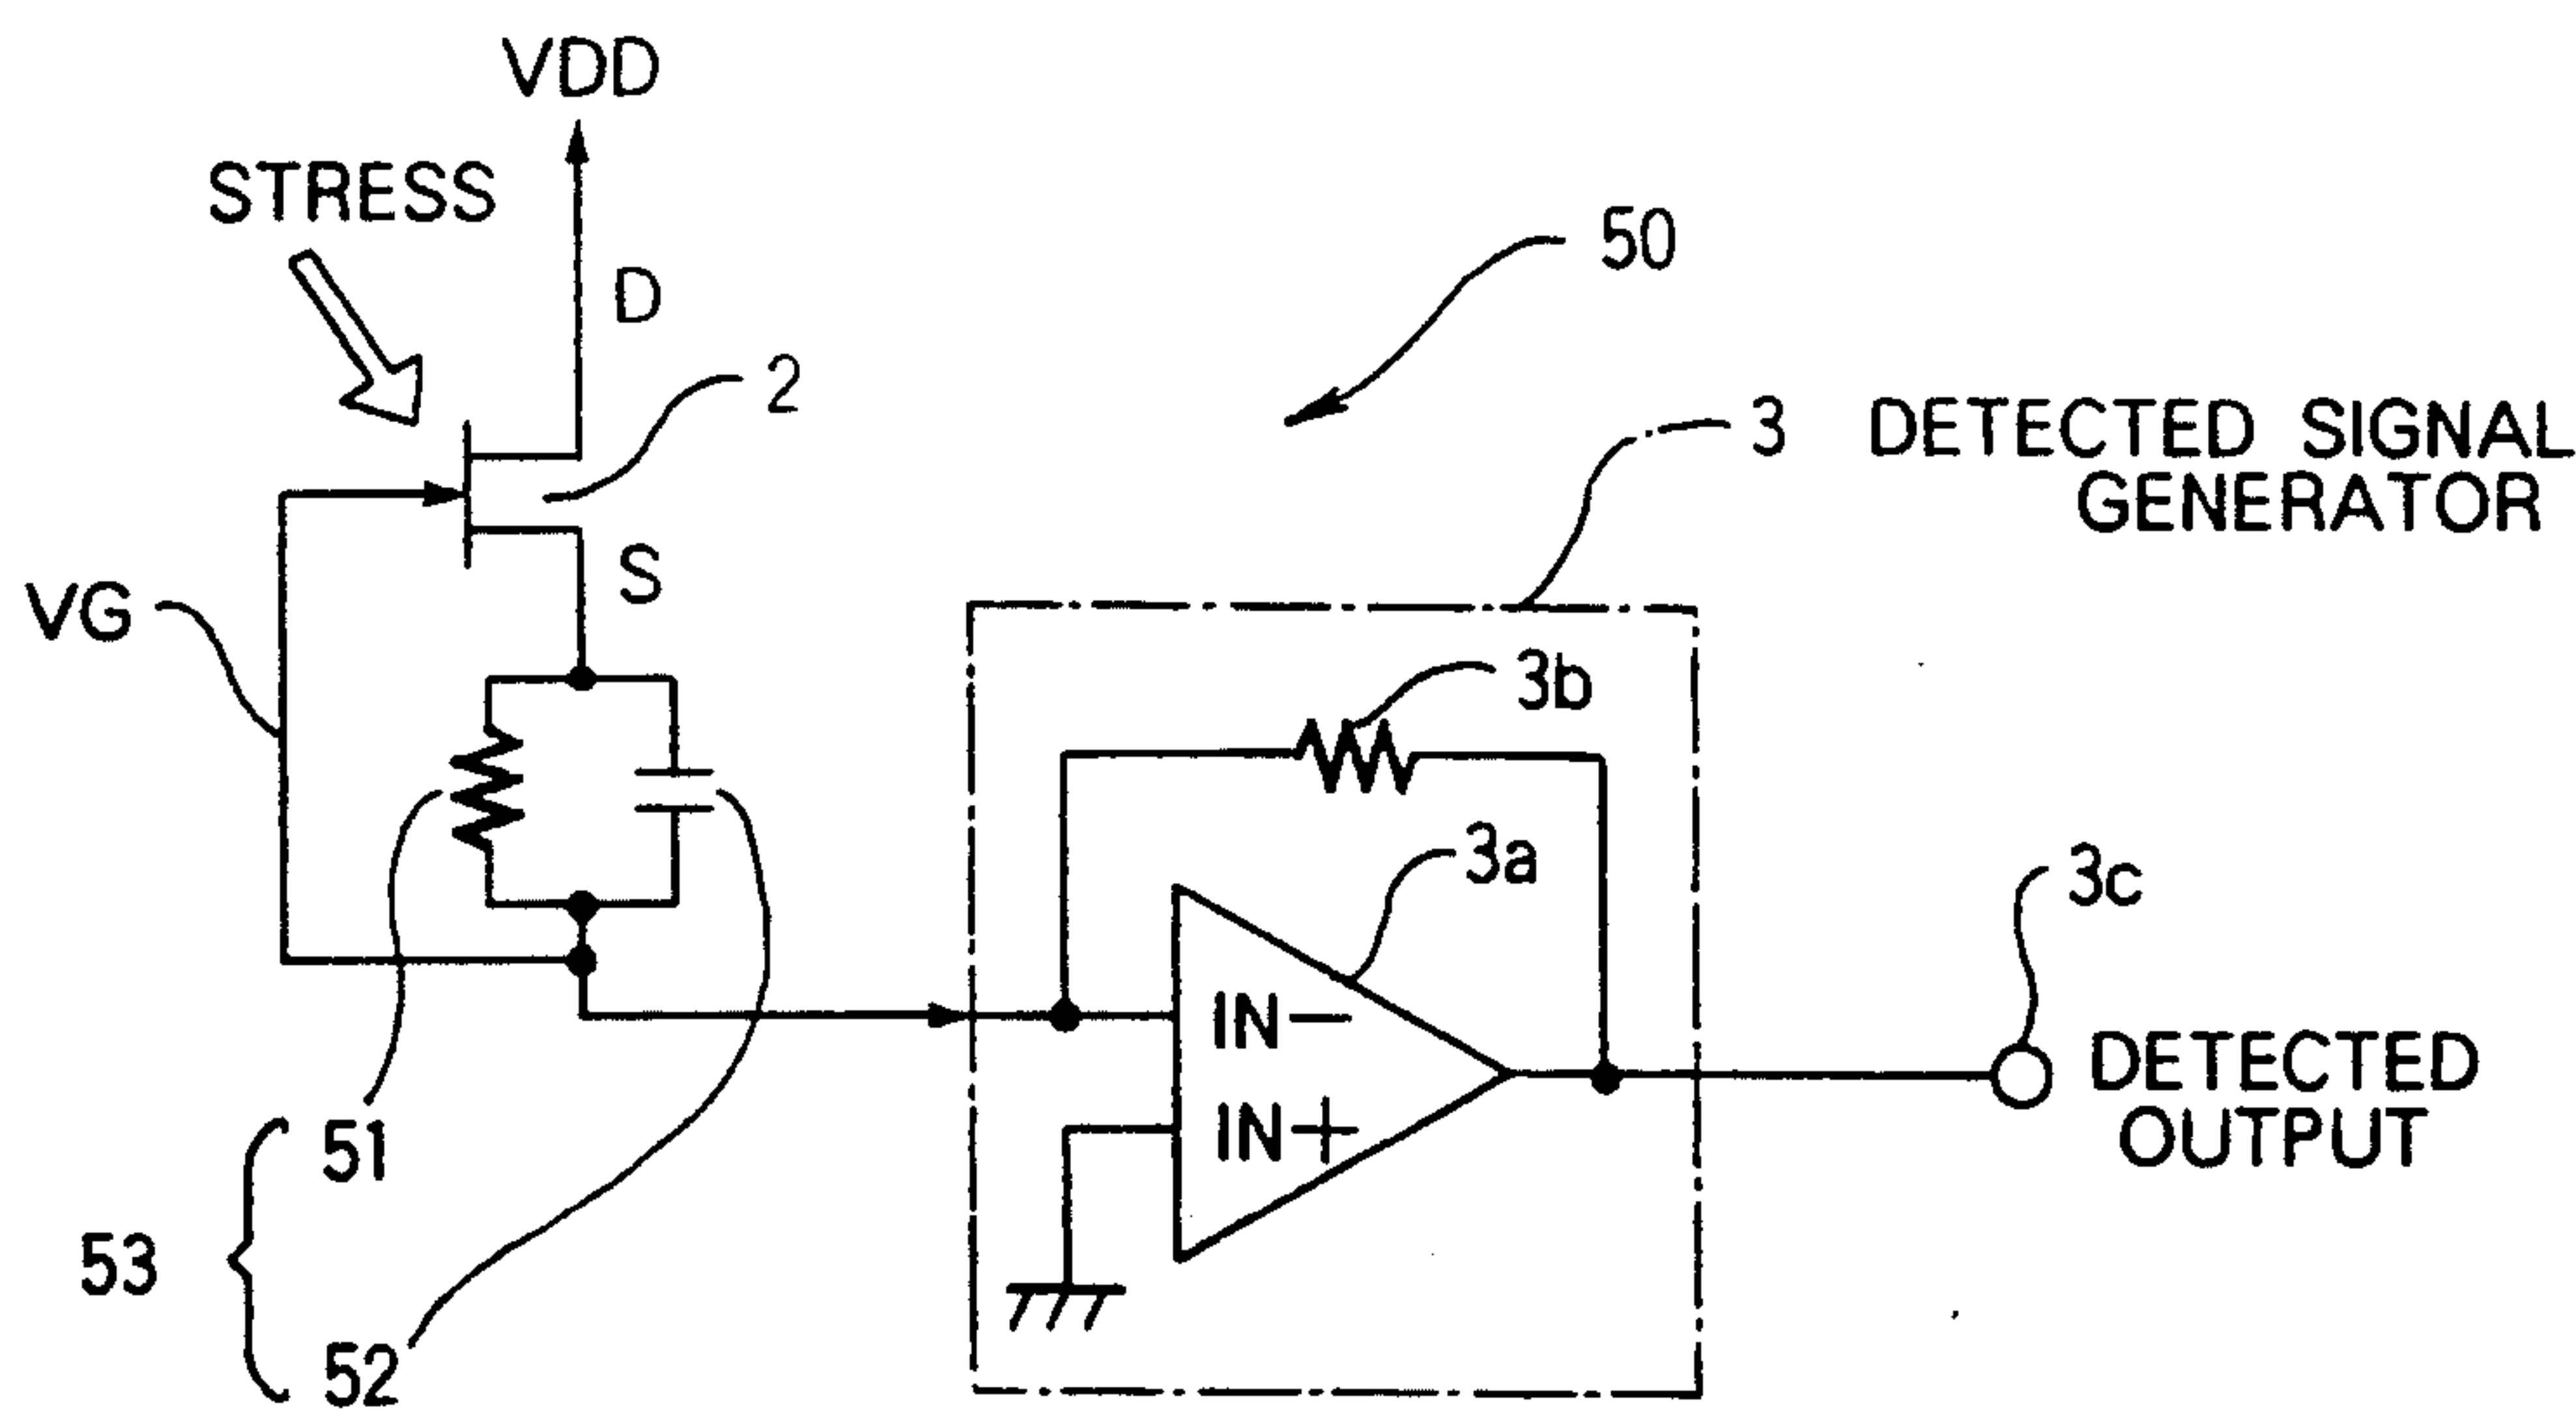 VDD
STRESS
D
50
2
3 DETECTED SIGNAL
GENERATOR
S
VG
3b
3a
3c
IN−
IN+
DETECTED
OUTPUT
51
53
52